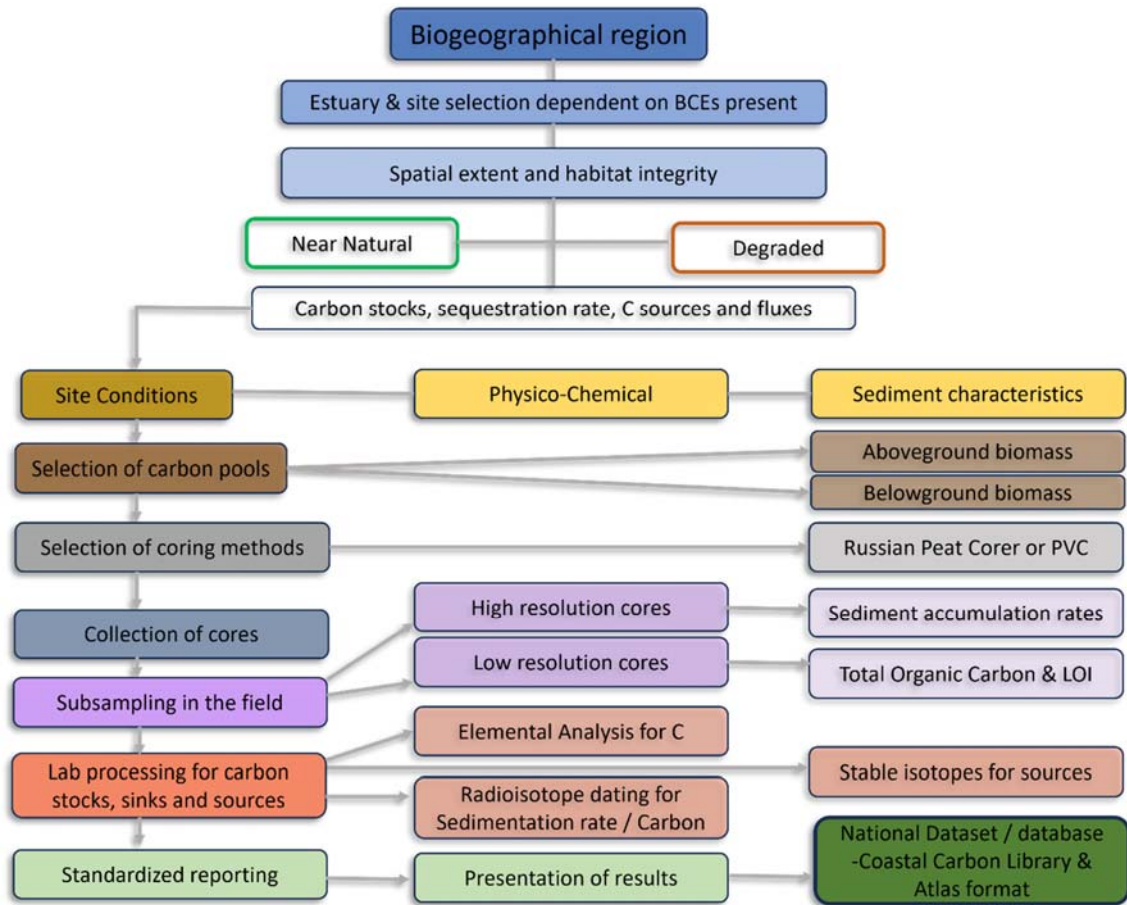 Biogeographical region
Estuary & site selection dependent on BCEs present
Spatial extent and habitat integrity
Near Natural
Degraded
Carbon stocks, sequestration rate, C sources and fluxes
Site Conditions
Physico-Chemical
Sediment characteristics
Selection of carbon pools
Aboveground biomass
Belowground biomass
Selection of coring methods
Russian Peat Corer or PVC
Collection of cores
High resolution cores
Sediment accumulation rates
Low resolution cores
Total Organic Carbon & LOI
Subsampling in the field
Elemental Analysis for C
Lab processing for carbon
stocks, sinks and sources
Stable isotopes for sources
Radioisotope dating for
Sedimentation rate / Carbon
Standardized reporting
Presentation of results
National Dataset / database
-Coastal Carbon Library &
Atlas format